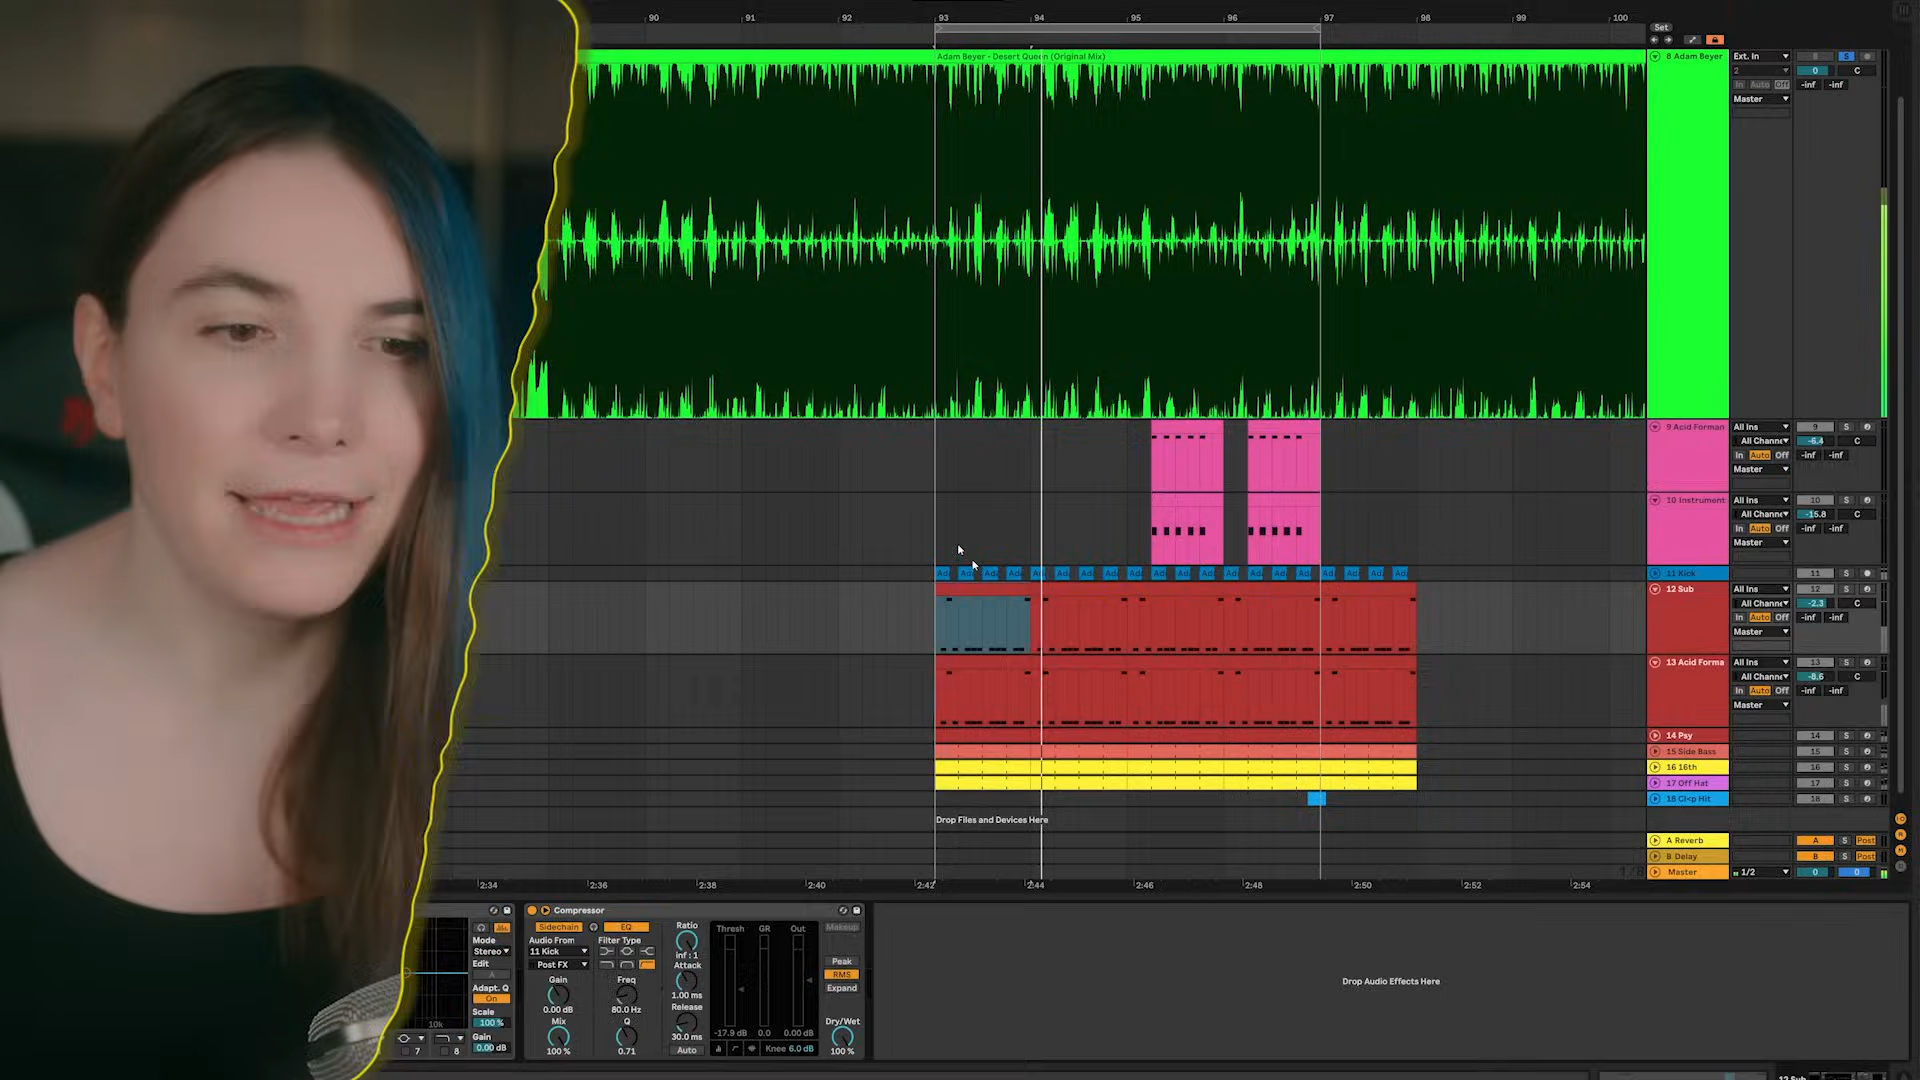 90 91 92 93 94 95 96 97 98 99 100
Set
Adam Beyer - Desert Queen (Original Mix)
8 Adam Beyer
Ext. In
8 S
2
0 C
In Auto Off
-inf -inf
Master
9 Acid Forman
All Ins
9 S
All Channe
-6.4 C
In Auto Off
-inf -inf
Master
10 Instrument
All Ins
10 S
All Channe
-15.8 C
In Auto Off
-inf -inf
Master
11 Kick
11 S
12 Sub
All Ins
12 S
All Channe
-2.3 C
In Auto Off
-inf -inf
Master
13 Acid Forma
All Ins
13 S
All Channe
-8.6 C
In Auto Off
-inf -inf
Master
14 Psy
14 S
15 Side Bass
15 S
16 16th
16 S
17 Off Hat
17 S
18 S
Drop Files and Devices Here
A Reverb
A S Post
B Delay
B S Post
Master
1/2
0 0
2:34 2:36 2:38 2:40 2:42 2:44 2:46 2:48 2:50 2:52 2:54
Mode
Stereo
Edit
A
Adapt. Q
On
Scale
100 %
Gain
0.00 dB
10k
7 8
Compressor
Sidechain EQ
Audio From
11 Kick
Post FX
Filter Type
Gain
0.00 dB
Freq
80.0 Hz
Mix
100 %
Q
0.71
Ratio
inf : 1
Attack
1.00 ms
Release
30.0 ms
Auto
Thresh GR Out
-17.9 dB 0.0 0.00 dB
Knee 6.0 dB
Makeup
Peak
RMS
Expand
Dry/Wet
100 %
Drop Audio Effects Here
12 Sub